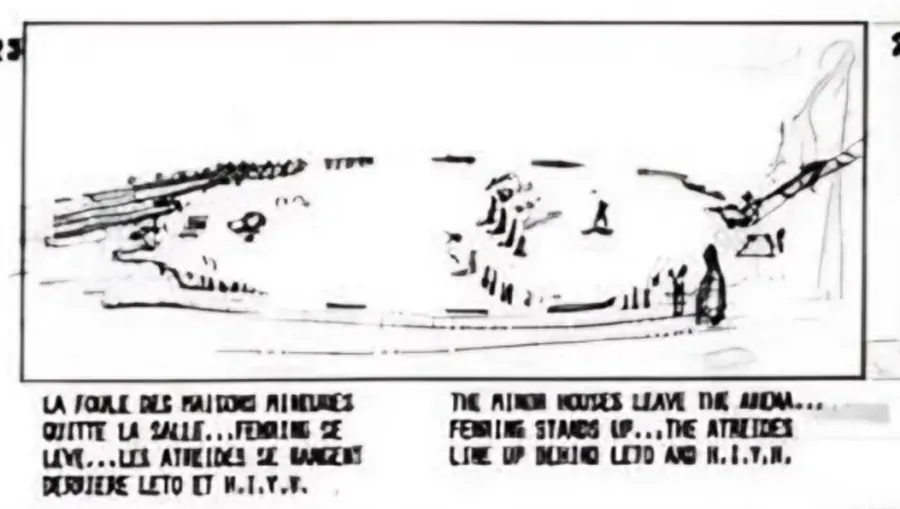 23
LA FOULE DES MAISONS MINEURES
QUITTE LA SALLE...FENRING SE
LEVE...LES ATREIDES SE RANGENT
DERRIERE LETO ET H.I.T.H.
THE MINOR HOUSES LEAVE THE ARENA...
FENRING STANDS UP...THE ATREIDES
LINE UP BEHIND LETO AND H.I.T.H.